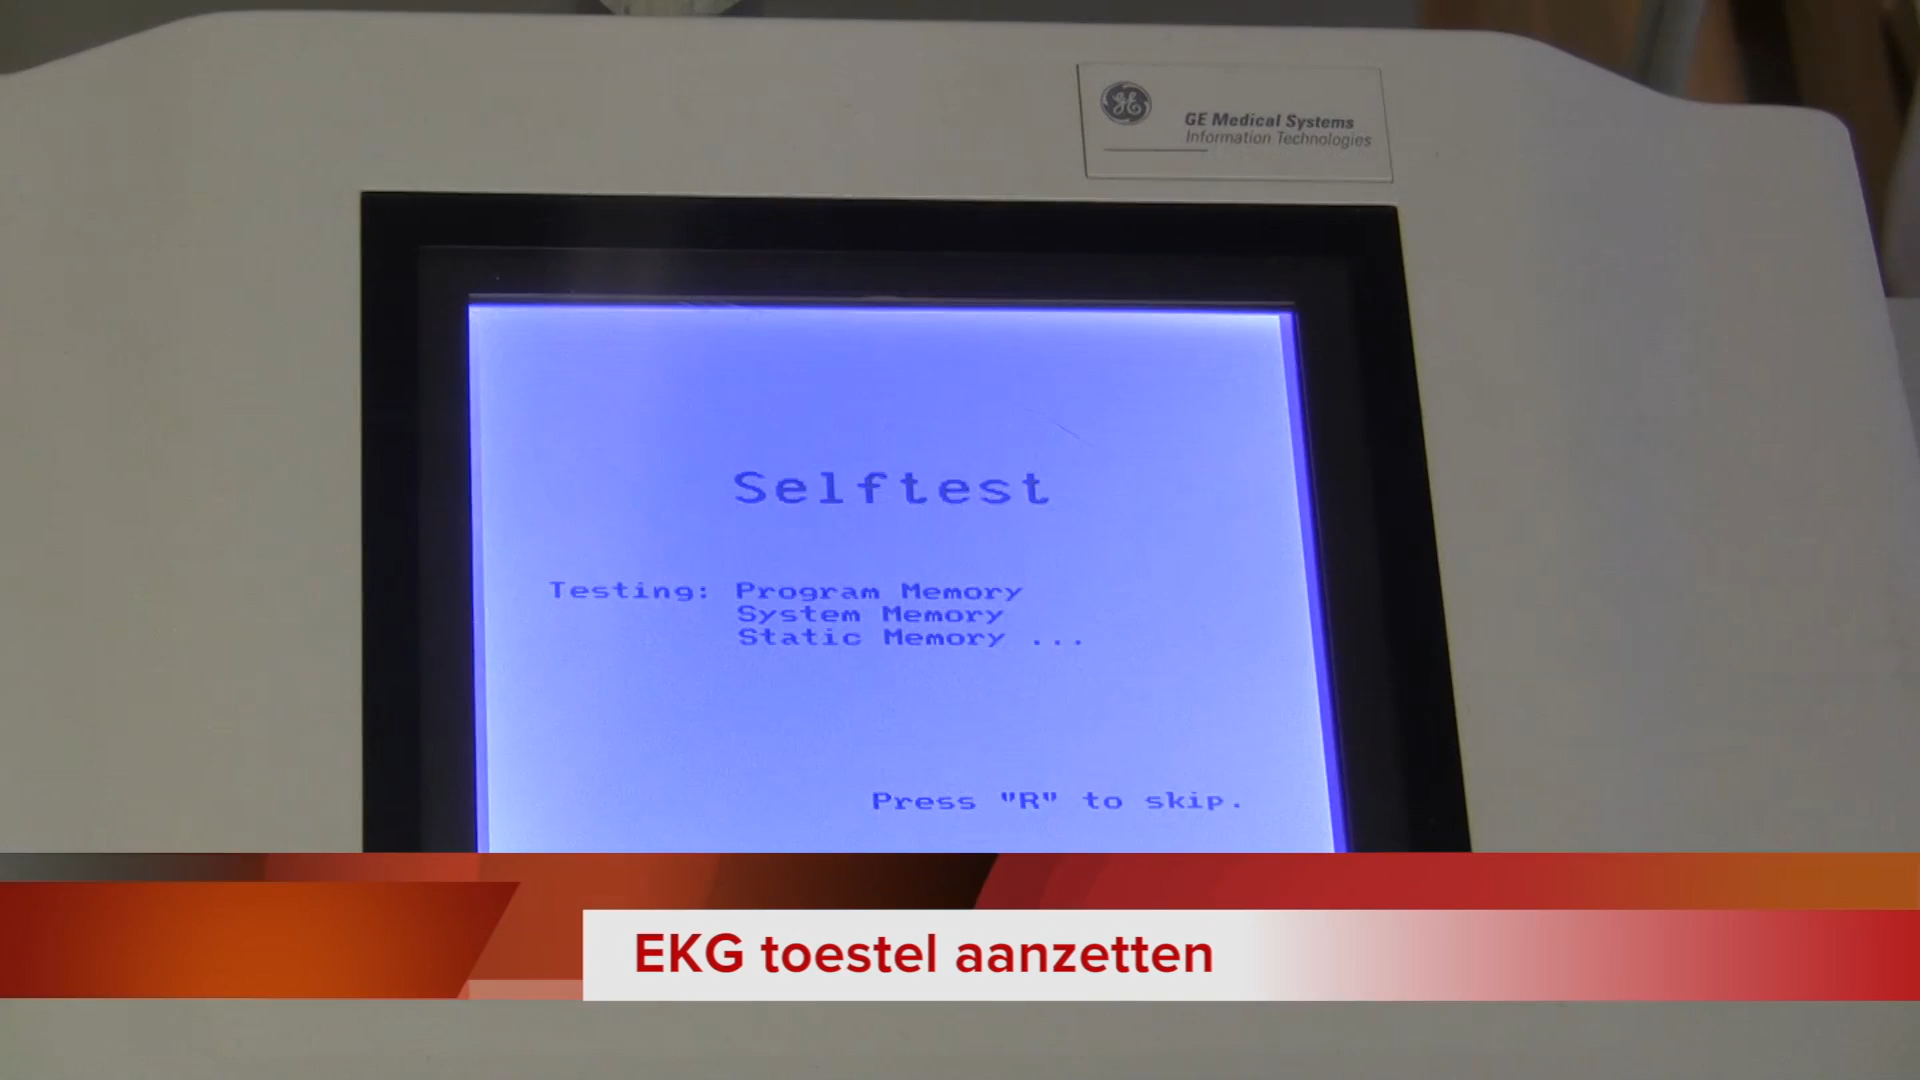 GE
GE Medical Systems
Information Technologies
Selftest
Testing: Program Memory
System Memory
Static Memory ...
Press "R" to skip.
EKG toestel aanzetten